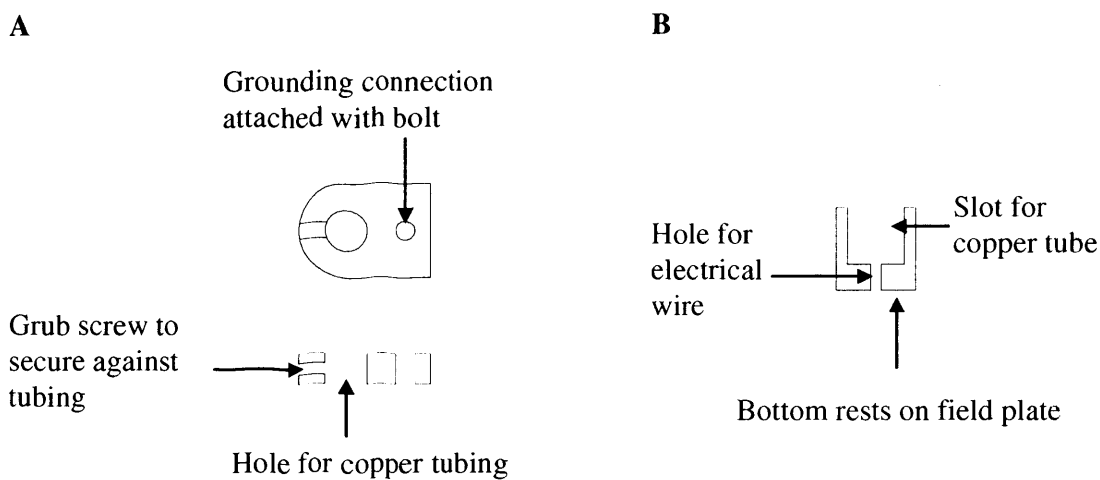 A
Grounding connection
attached with bolt
Grub screw to
secure against
tubing
Hole for copper tubing
B
Slot for
copper tube
Hole for
electrical
wire
Bottom rests on field plate